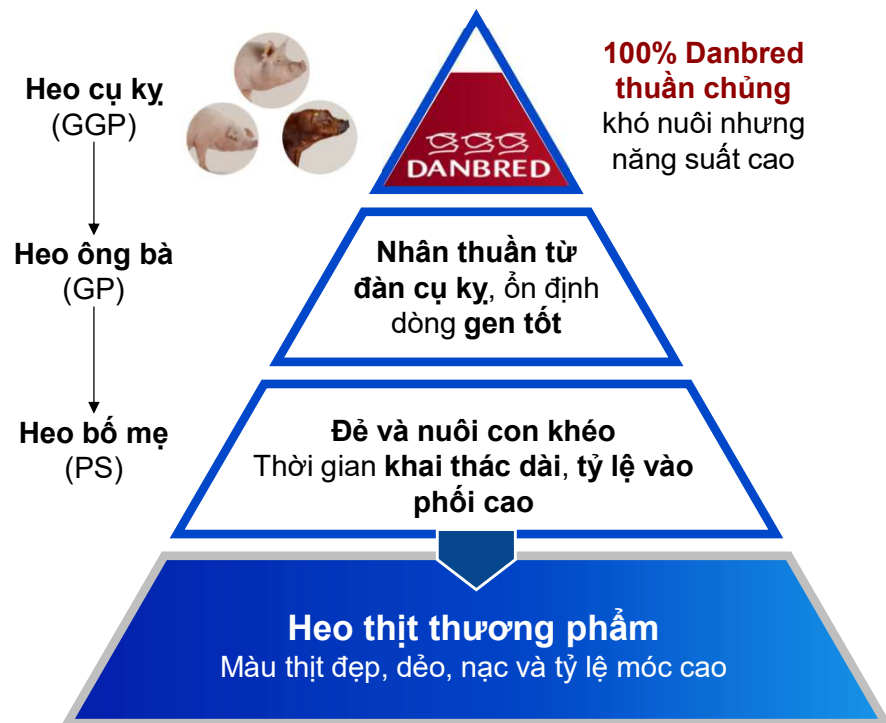 Heo cụ kỵ
(GGP)
DANBRED
100% Danbred
thuần chủng
khó nuôi nhưng
năng suất cao
Heo ông bà
(GP)
Nhân thuần từ
đàn cụ kỵ, ổn định
dòng gen tốt
Heo bố mẹ
(PS)
Đẻ và nuôi con khéo
Thời gian khai thác dài, tỷ lệ vào
phối cao
Heo thịt thương phẩm
Màu thịt đẹp, dẻo, nạc và tỷ lệ móc cao